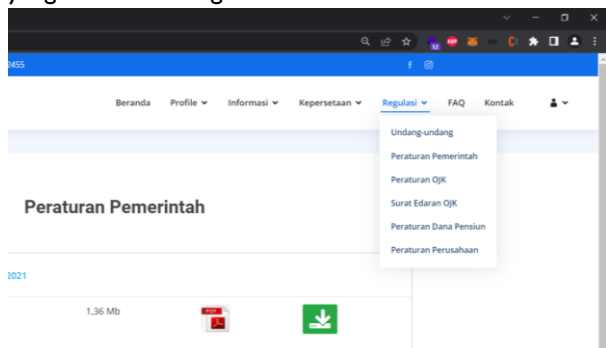 2455
Beranda Profile Informasi Kepersetaan Regulasi FAQ Kontak
Undang-undang
Peraturan Pemerintah
Peraturan OJK
Surat Edaran OJK
Peraturan Dana Pensiun
Peraturan Perusahaan
Peraturan Pemerintah
2021
1,36 Mb
PDF